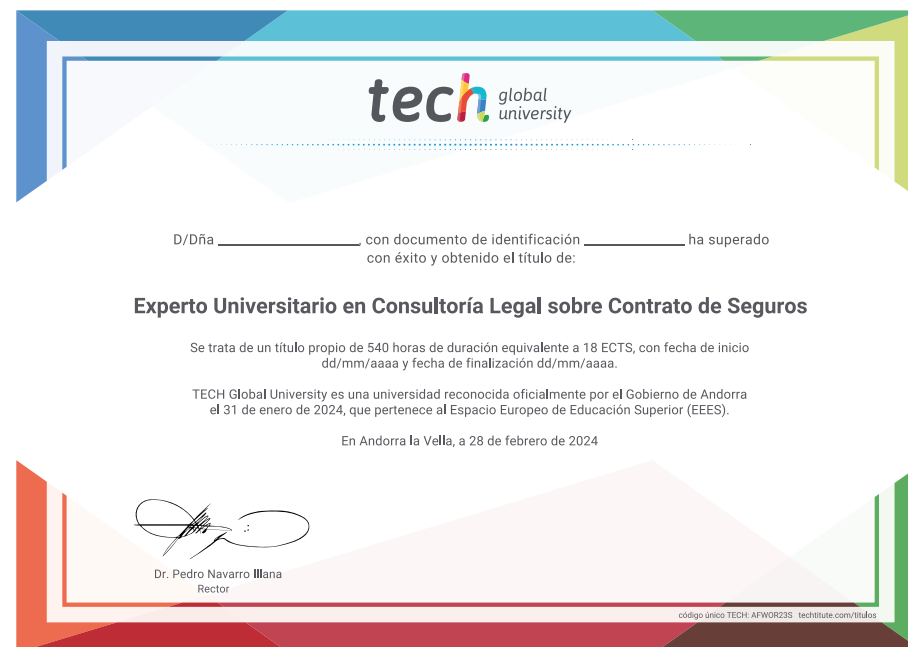 tech global university
D/Dña ____________________, con documento de identificación ______________ ha superado
con éxito y obtenido el título de:
Experto Universitario en Consultoría Legal sobre Contrato de Seguros
Se trata de un título propio de 540 horas de duración equivalente a 18 ECTS, con fecha de inicio
dd/mm/aaaa y fecha de finalización dd/mm/aaaa.
TECH Global University es una universidad reconocida oficialmente por el Gobierno de Andorra
el 31 de enero de 2024, que pertenece al Espacio Europeo de Educación Superior (EEES).
En Andorra la Vella, a 28 de febrero de 2024
Dr. Pedro Navarro Illana
Rector
código único TECH: AFWOR23S techtitute.com/titulos